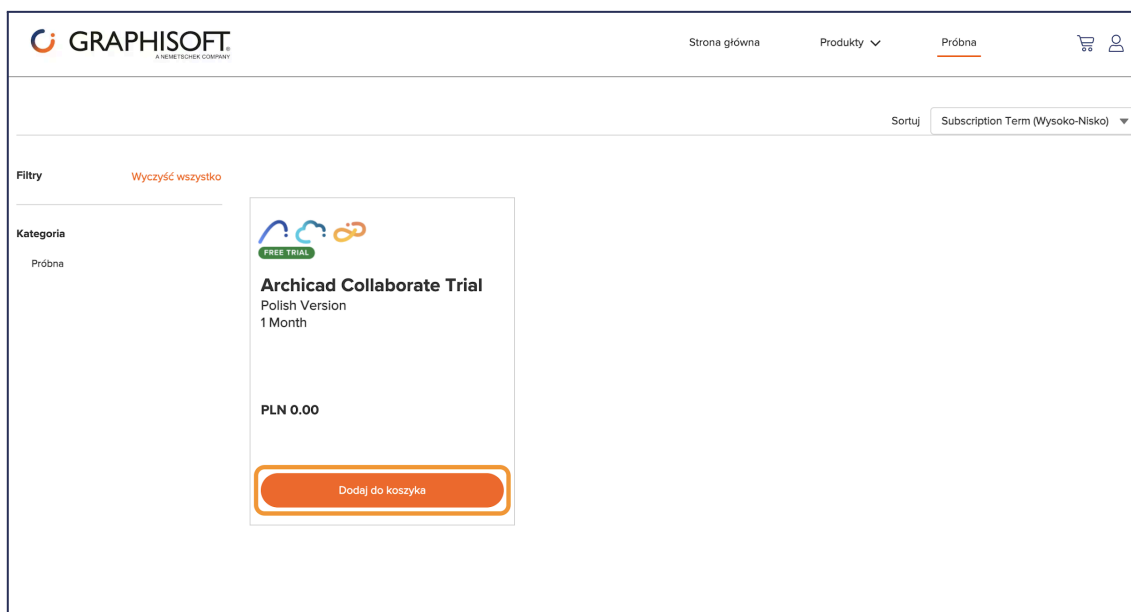 GRAPHISOFT.
A NEMETSCHEK COMPANY
Strona główna
Produkty
Próbna
Sortuj
Subscription Term (Wysoko-Nisko)
Filtry
Wyczyść wszystko
Kategoria
Próbna
FREE TRIAL
Archicad Collaborate Trial
Polish Version
1 Month
PLN 0.00
Dodaj do koszyka